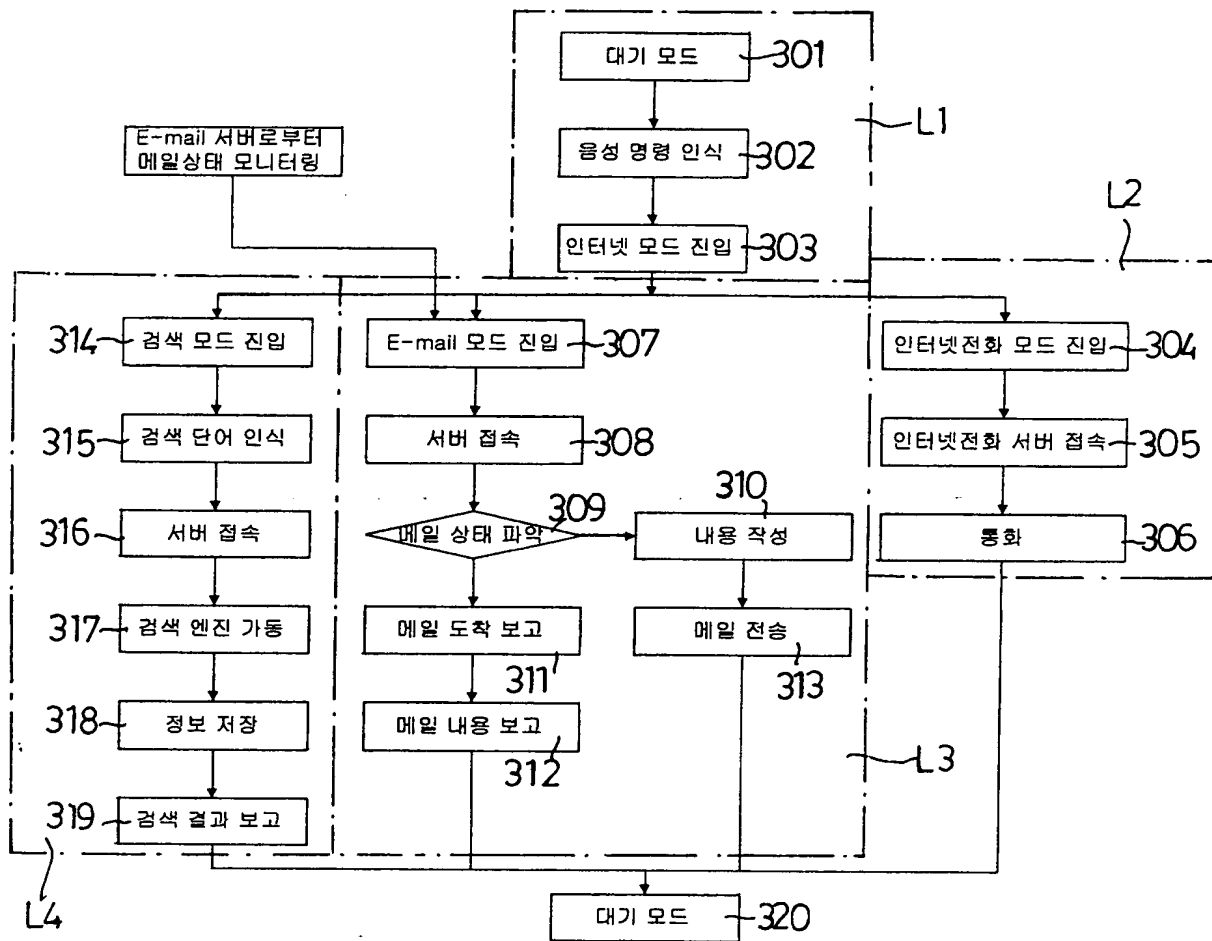 대기 모드
301
L1
E-mail 서버로부터
메일상태 모니터링
음성 명령 인식
302
L2
인터넷 모드 진입
303
314
검색 모드 진입
E-mail 모드 진입
307
인터넷전화 모드 진입
304
315
검색 단어 인식
서버 접속
308
인터넷전화 서버 접속
305
316
서버 접속
메일 상태 파악
309
310
내용 작성
통화
306
317
검색 엔진 가동
메일 도착 보고
311
메일 전송
313
318
정보 저장
메일 내용 보고
312
L3
319
검색 결과 보고
L4
대기 모드
320